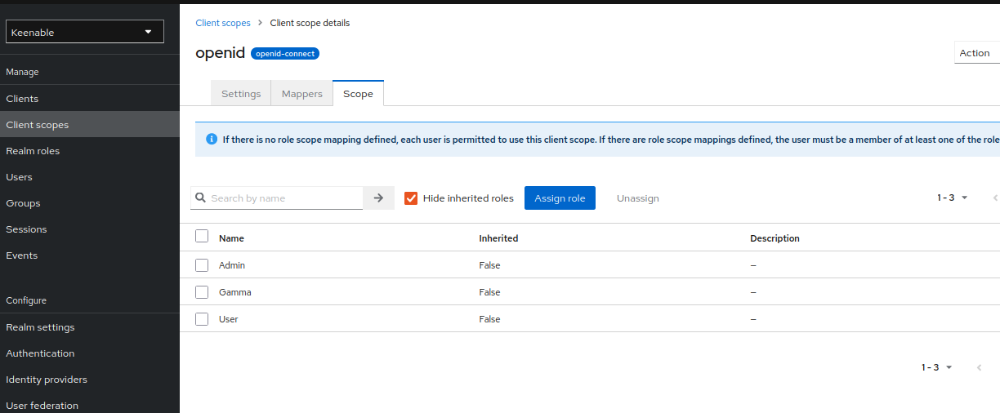 Keenable
Manage
Clients
Client scopes
Realm roles
Users
Groups
Sessions
Events
Configure
Realm settings
Authentication
Identity providers
User federation
Client scopes > Client scope details
openid openid-connect
Action
Settings Mappers Scope
If there is no role scope mapping defined, each user is permitted to use this client scope. If there are role scope mappings defined, the user must be a member of at least one of the role
Search by name Hide inherited roles Assign role Unassign 1 - 3
Name Inherited Description
Admin False –
Gamma False –
User False –
1 - 3